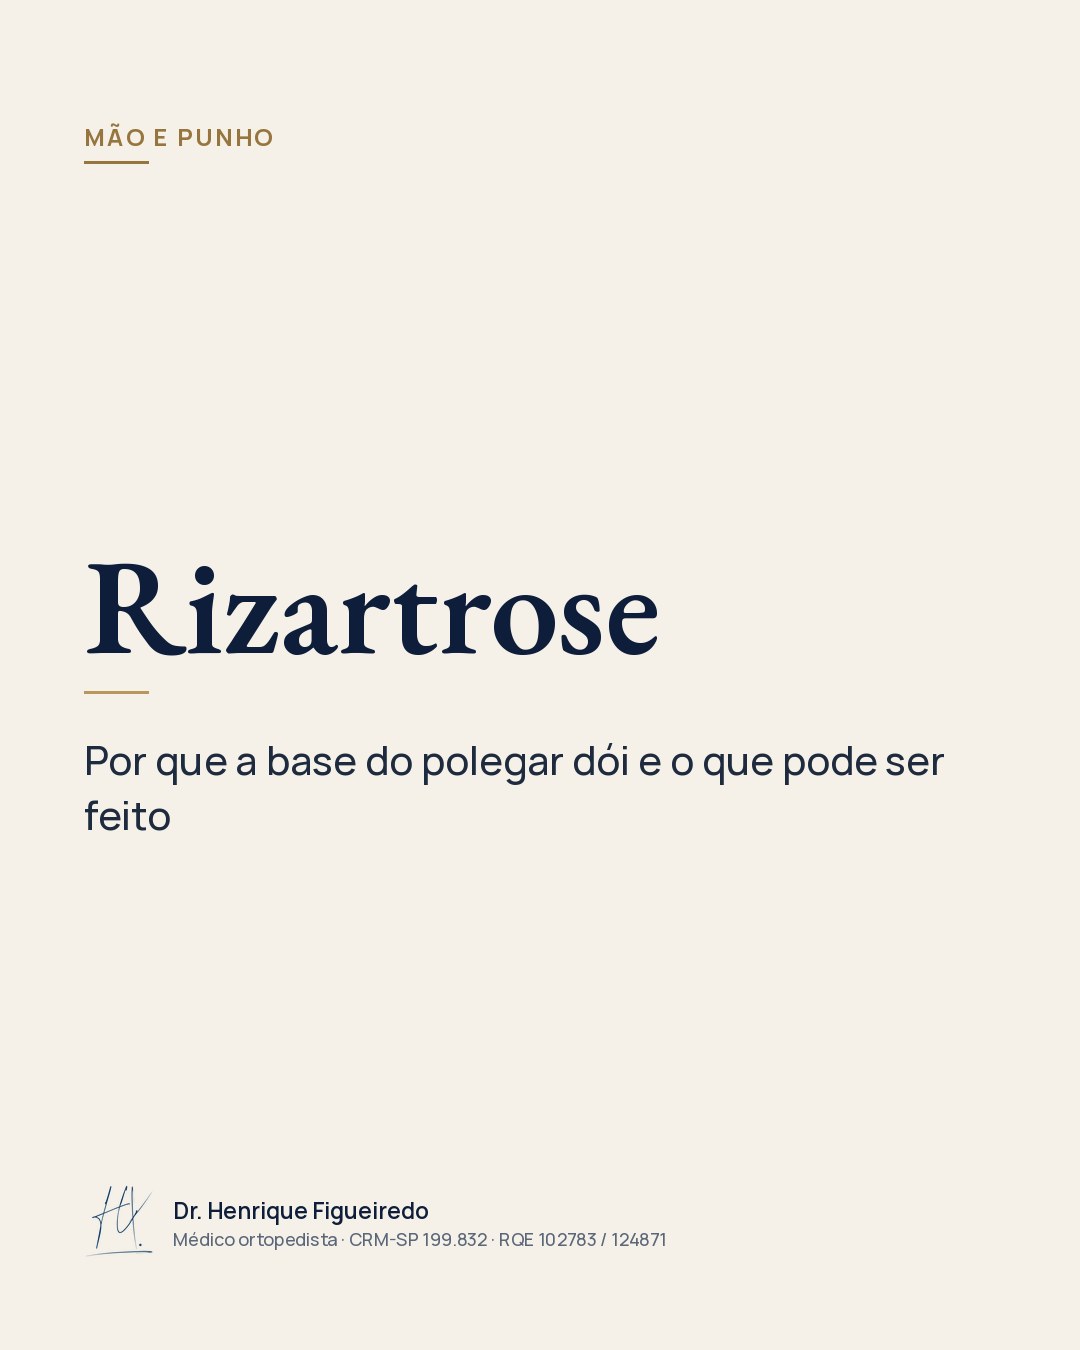 MÃO E PUNHO
Rizartrose
Por que a base do polegar dói e o que pode ser
feito
Dr. Henrique Figueiredo
Médico ortopedista · CRM-SP 199.832 · RQE 102783 / 124871